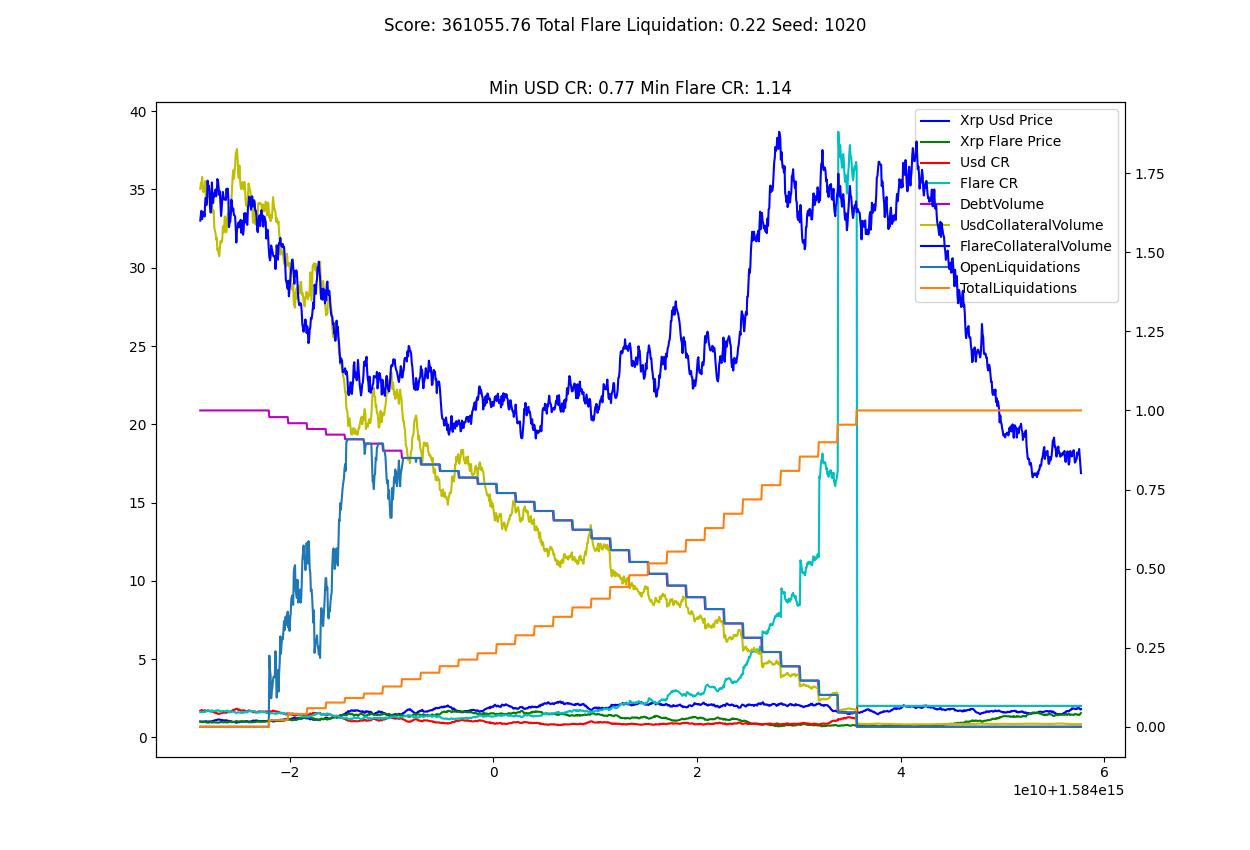 Score: 361055.76 Total Flare Liquidation: 0.22 Seed: 1020
Min USD CR: 0.77 Min Flare CR: 1.14
40
35
30
25
20
15
10
5
0
Xrp Usd Price
Xrp Flare Price
Usd CR
Flare CR
DebtVolume
UsdCollateralVolume
FlareCollateralVolume
OpenLiquidations
TotalLiquidations
1.75
1.50
1.25
1.00
0.75
0.50
0.25
0.00
−2 0 2 4 6
1e10+1.584e15